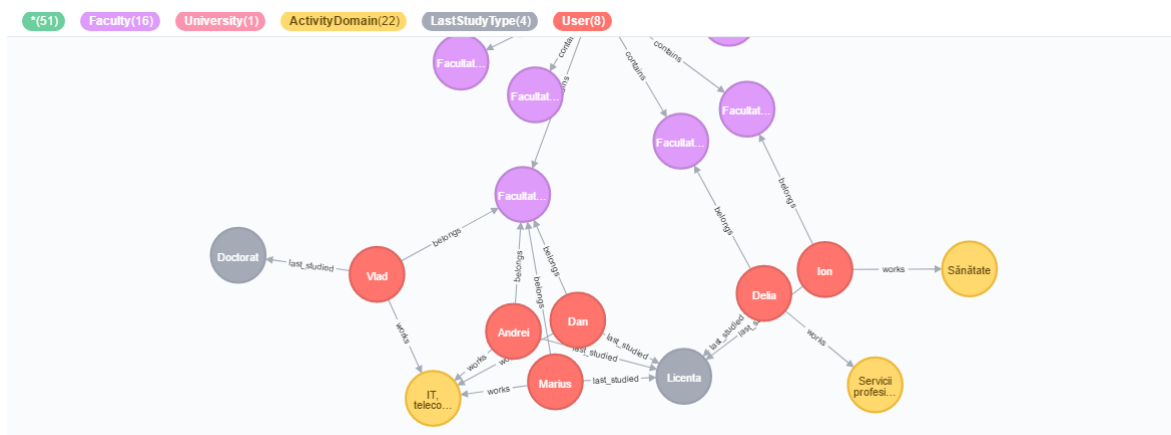 *(51) Faculty(16) University(1) ActivityDomain(22) LastStudyType(4) User(8)
Facultat...
contains
Facultat...
contains
contains
Facultat...
Facultat...
Facultat...
belongs
belongs
belongs
belongs
belongs
belongs
Doctorat
last_studied
Vlad
Ion
works
Sănătate
Delia
works
Andrei
Dan
last_studied
last_studied
last_studied
works
works
Marius
last_studied
Licenta
works
IT,
teleco...
works
Servicii
profesi...